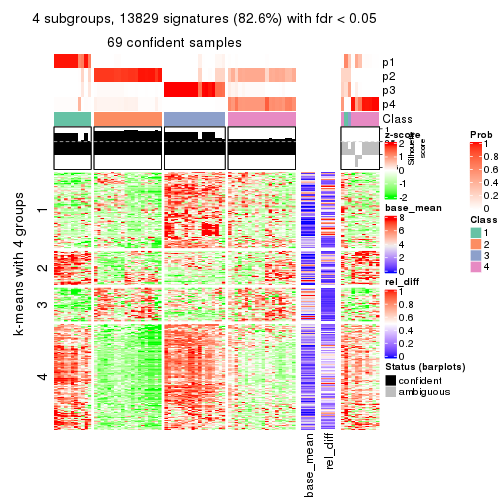 4 subgroups, 13829 signatures (82.6%) with fdr < 0.05
69 confident samples
p1
p2
p3
p4
Class
1
Silhouette
score
k-means with 4 groups
1
2
3
4
base_mean
rel_diff
z-score
2
1
0
-1
-2
base_mean
8
6
4
2
0
rel_diff
1
0.8
0.6
0.4
0.2
0
Status (barplots)
confident
ambiguous
Prob
1
0.8
0.6
0.4
0.2
0
Class
1
2
3
4